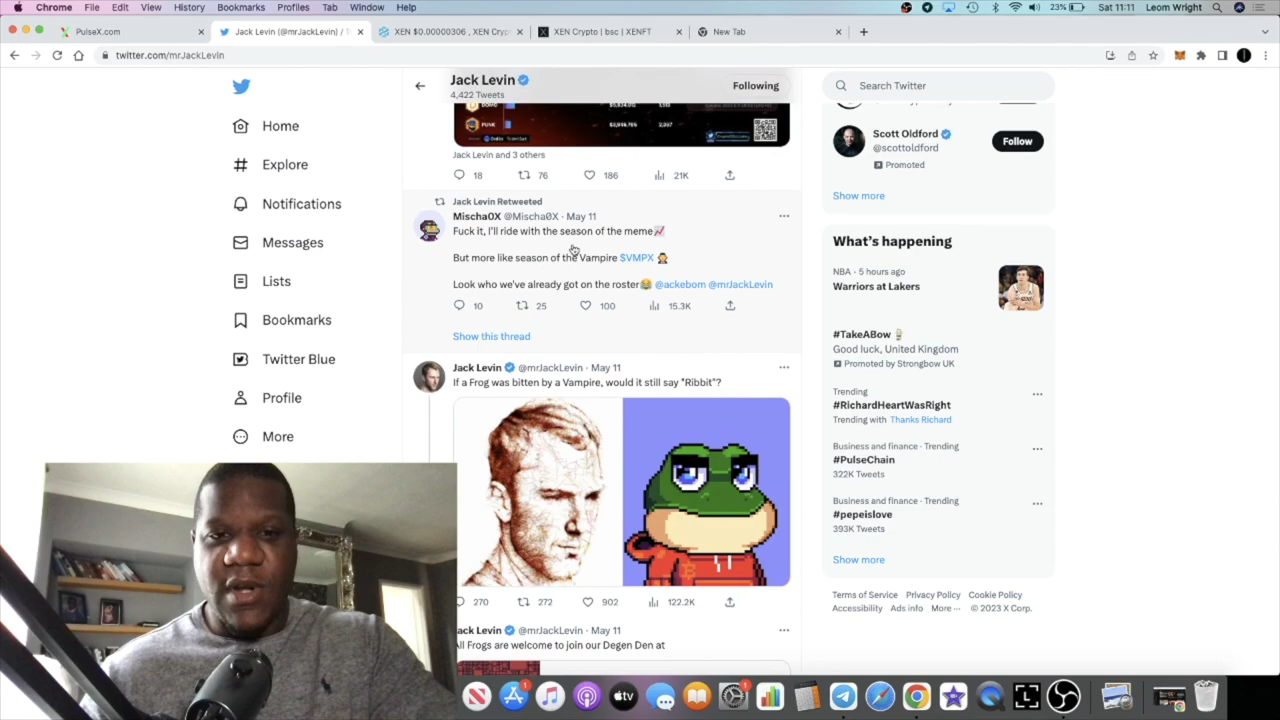 Chrome File Edit View History Bookmarks Profiles Tab Window Help
23% Sat 11:11 Leom Wright
PulseX.com
Jack Levin (@mrJackLevin) / T
XEN $0.00000306 , XEN Cryp
XEN Crypto | bsc | XENFT
New Tab
twitter.com/mrJackLevin
Home
Explore
Notifications
Messages
Lists
Bookmarks
Twitter Blue
Profile
More
Jack Levin
4,422 Tweets
Following
PUNK
Jack Levin and 3 others
18 76 186 21K
Jack Levin Retweeted
Mischa0X @Mischa0X · May 11
Fuck it, I'll ride with the season of the meme📈
But more like season of the Vampire $VMPX 🧛
Look who we've already got on the roster😂 @ackebom @mrJackLevin
10 25 100 15.3K
Show this thread
Jack Levin @mrJackLevin · May 11
If a Frog was bitten by a Vampire, would it still say "Ribbit"?
270 272 902 122.2K
Jack Levin @mrJackLevin · May 11
All Frogs are welcome to join our Degen Den at
Search Twitter
Scott Oldford
@scottoldford
Promoted
Follow
Show more
What's happening
NBA · 5 hours ago
Warriors at Lakers
#TakeABow
Good luck, United Kingdom
Promoted by Strongbow UK
Trending
#RichardHeartWasRight
Trending with Thanks Richard
Business and finance · Trending
#PulseChain
322K Tweets
Business and finance · Trending
#pepeislove
393K Tweets
Show more
Terms of Service Privacy Policy Cookie Policy
Accessibility Ads info More ··· © 2023 X Corp.
tv